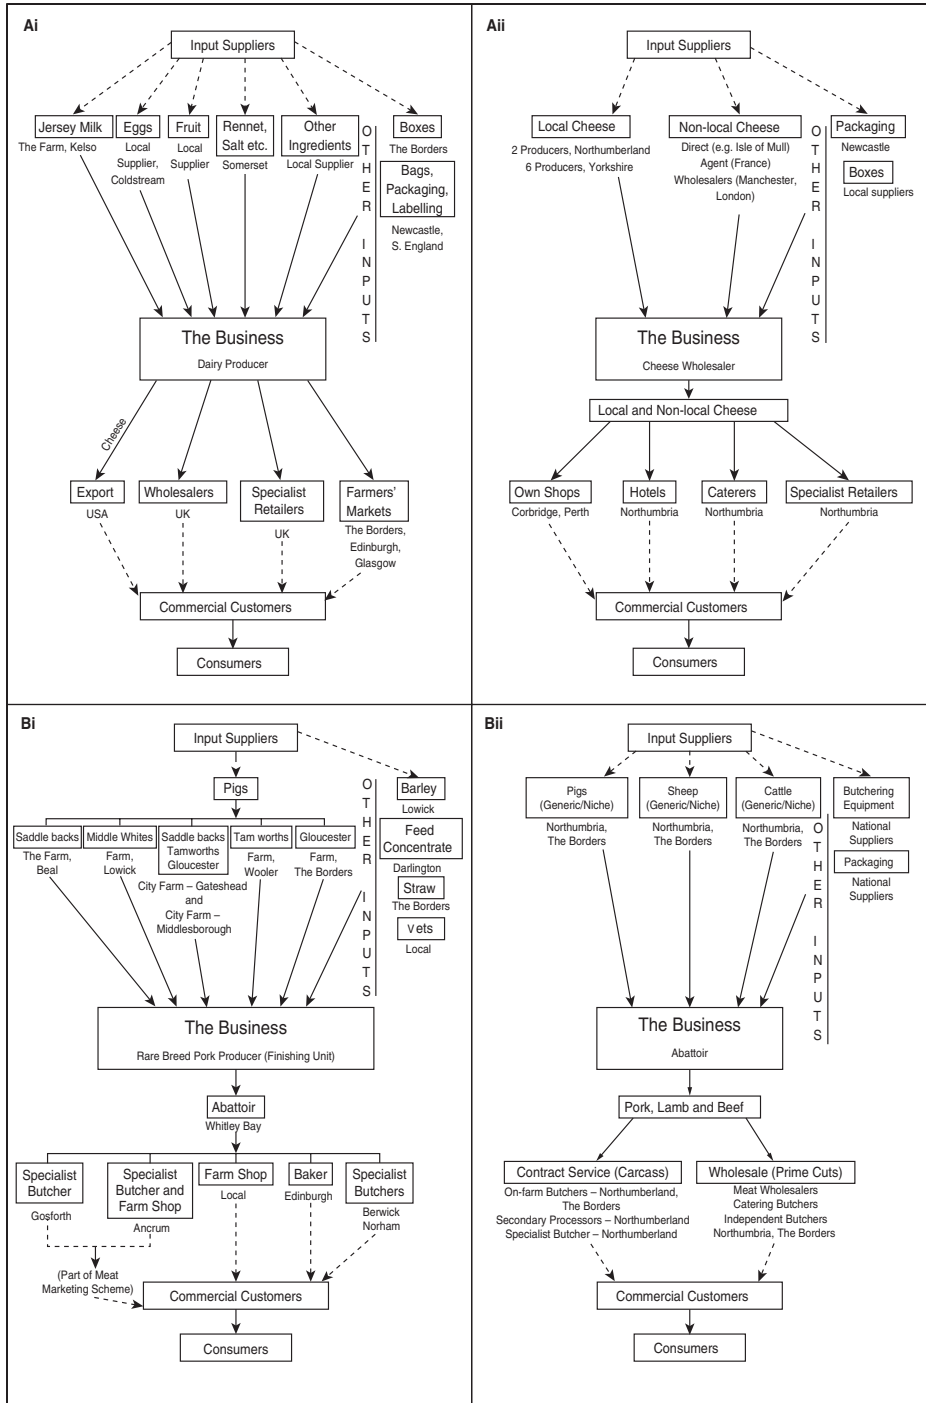 Ai
Input Suppliers
Jersey Milk
The Farm, Kelso
Eggs
Local
Supplier,
Coldstream
Fruit
Local
Supplier
Rennet,
Salt etc.
Somerset
Other
Ingredients
Local Supplier
OTHER INPUTS
Boxes
The Borders
Bags,
Packaging,
Labelling
Newcastle,
S. England
The Business
Dairy Producer
Cheese
Export
USA
Wholesalers
UK
Specialist
Retailers
UK
Farmers'
Markets
The Borders,
Edinburgh,
Glasgow
Commercial Customers
Consumers
Aii
Input Suppliers
Local Cheese
2 Producers, Northumberland
6 Producers, Yorkshire
Non-local Cheese
Direct (e.g. Isle of Mull)
Agent (France)
Wholesalers (Manchester,
London)
OTHER INPUTS
Packaging
Newcastle
Boxes
Local suppliers
The Business
Cheese Wholesaler
Local and Non-local Cheese
Own Shops
Corbridge, Perth
Hotels
Northumbria
Caterers
Northumbria
Specialist Retailers
Northumbria
Commercial Customers
Consumers
Bi
Input Suppliers
Pigs
Saddle backs
The Farm,
Beal
Middle Whites
Farm,
Lowick
Saddle backs
Tamworths
Gloucester
City Farm – Gateshead
and
City Farm –
Middlesborough
Tam worths
Farm,
Wooler
Gloucester
Farm,
The Borders
OTHER INPUTS
Barley
Lowick
Feed
Concentrate
Darlington
Straw
The Borders
Vets
Local
The Business
Rare Breed Pork Producer (Finishing Unit)
Abattoir
Whitley Bay
Specialist
Butcher
Gosforth
Specialist
Butcher and
Farm Shop
Ancrum
(Part of Meat
Marketing Scheme)
Farm Shop
Local
Baker
Edinburgh
Specialist
Butchers
Berwick
Norham
Commercial Customers
Consumers
Bii
Input Suppliers
Pigs
(Generic/Niche)
Northumbria,
The Borders
Sheep
(Generic/Niche)
Northumbria,
The Borders
Cattle
(Generic/Niche)
Northumbria,
The Borders
OTHER INPUTS
Butchering
Equipment
National
Suppliers
Packaging
National
Suppliers
The Business
Abattoir
Pork, Lamb and Beef
Contract Service (Carcass)
On-farm Butchers – Northumberland,
The Borders
Secondary Processors – Northumberland
Specialist Butcher – Northumberland
Wholesale (Prime Cuts)
Meat Wholesalers
Catering Butchers
Independent Butchers
Northumbria, The Borders
Commercial Customers
Consumers